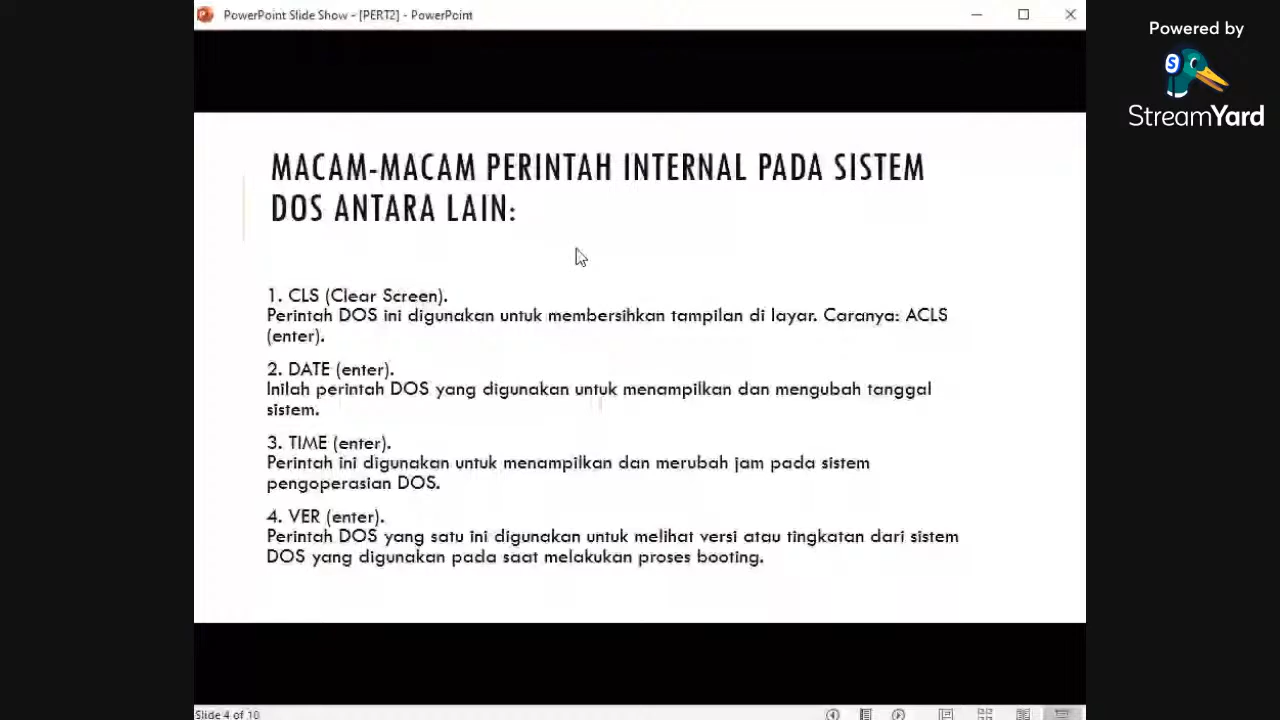 PowerPoint Slide Show - [PERT2] - PowerPoint
Powered by
S
StreamYard
MACAM-MACAM PERINTAH INTERNAL PADA SISTEM
DOS ANTARA LAIN:
1. CLS (Clear Screen).
Perintah DOS ini digunakan untuk membersihkan tampilan di layar. Caranya: ACLS
(enter).
2. DATE (enter).
Inilah perintah DOS yang digunakan untuk menampilkan dan mengubah tanggal
sistem.
3. TIME (enter).
Perintah ini digunakan untuk menampilkan dan merubah jam pada sistem
pengoperasian DOS.
4. VER (enter).
Perintah DOS yang satu ini digunakan untuk melihat versi atau tingkatan dari sistem
DOS yang digunakan pada saat melakukan proses booting.
Slide 4 of 10